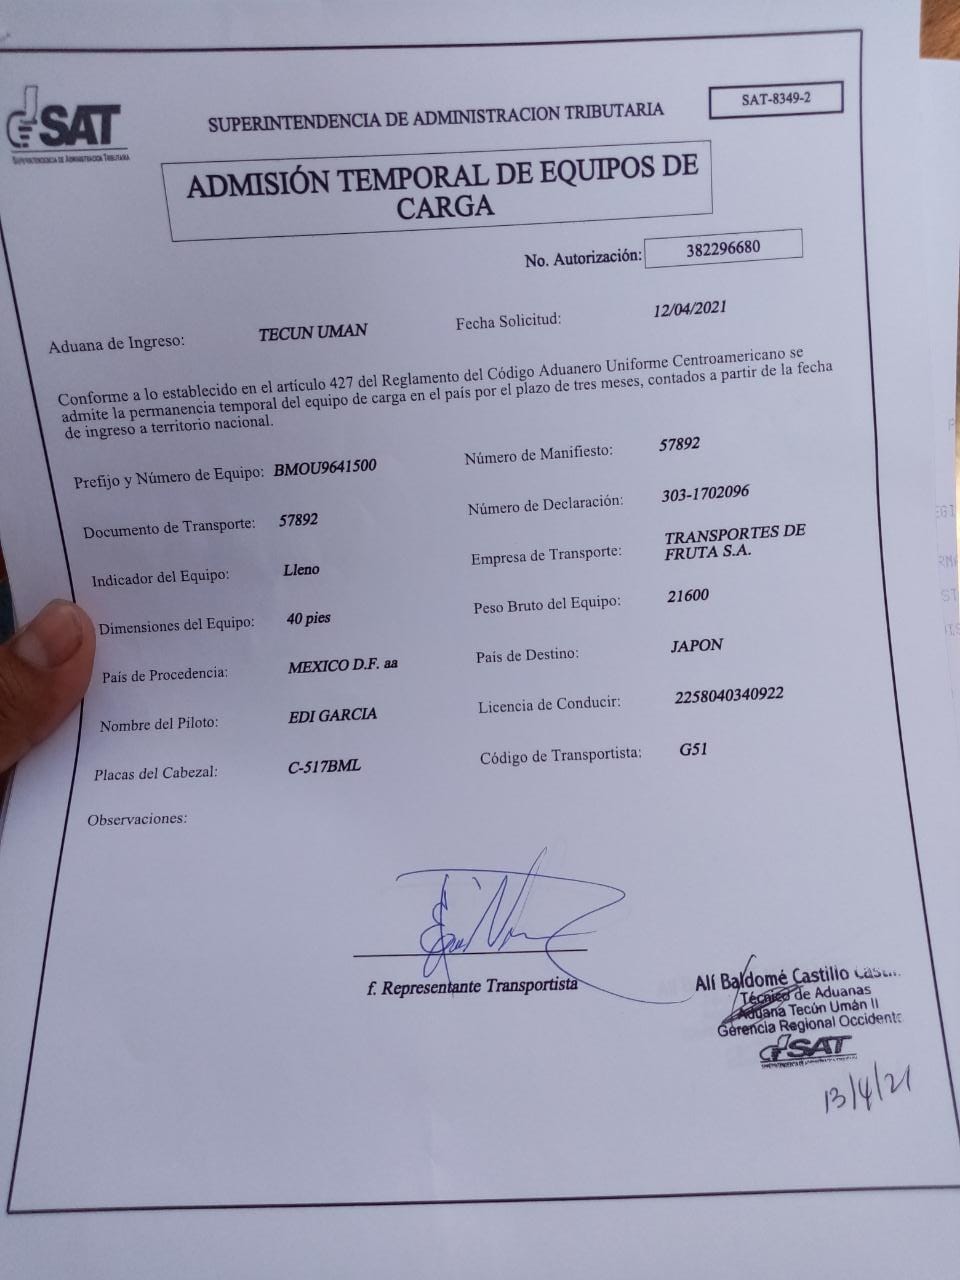 SAT
SUPERINTENDENCIA DE ADMINISTRACION TRIBUTARIA
SUPERINTENDENCIA DE ADMINISTRACION TRIBUTARIA
SAT-8349-2
ADMISIÓN TEMPORAL DE EQUIPOS DE
CARGA
No. Autorización: 382296680
Aduana de Ingreso: TECUN UMAN Fecha Solicitud: 12/04/2021
Conforme a lo establecido en el artículo 427 del Reglamento del Código Aduanero Uniforme Centroamericano se
admite la permanencia temporal del equipo de carga en el país por el plazo de tres meses, contados a partir de la fecha
de ingreso a territorio nacional.
Prefijo y Número de Equipo: BMOU9641500 Número de Manifiesto: 57892
Documento de Transporte: 57892 Número de Declaración: 303-1702096
Indicador del Equipo: Lleno Empresa de Transporte: TRANSPORTES DE
FRUTA S.A.
Dimensiones del Equipo: 40 pies Peso Bruto del Equipo: 21600
País de Procedencia: MEXICO D.F. aa País de Destino: JAPON
Nombre del Piloto: EDI GARCIA Licencia de Conducir: 2258040340922
Placas del Cabezal: C-517BML Código de Transportista: G51
Observaciones:
f. Representante Transportista
Alí Baldomé Castillo
Técnico de Aduanas
Aduana Tecún Umán II
Gerencia Regional Occidente
SAT
13/4/21